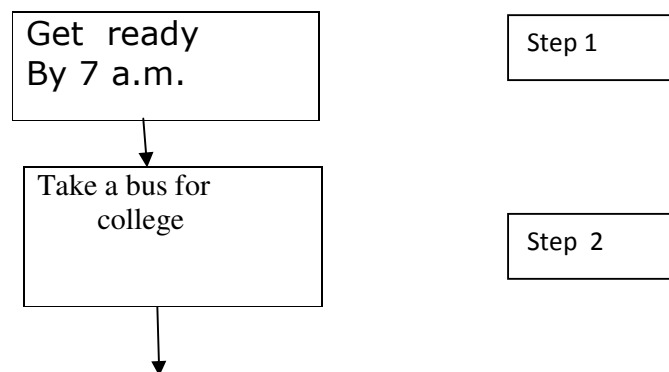 Get ready
By 7 a.m.
Step 1
Take a bus for
college
Step 2